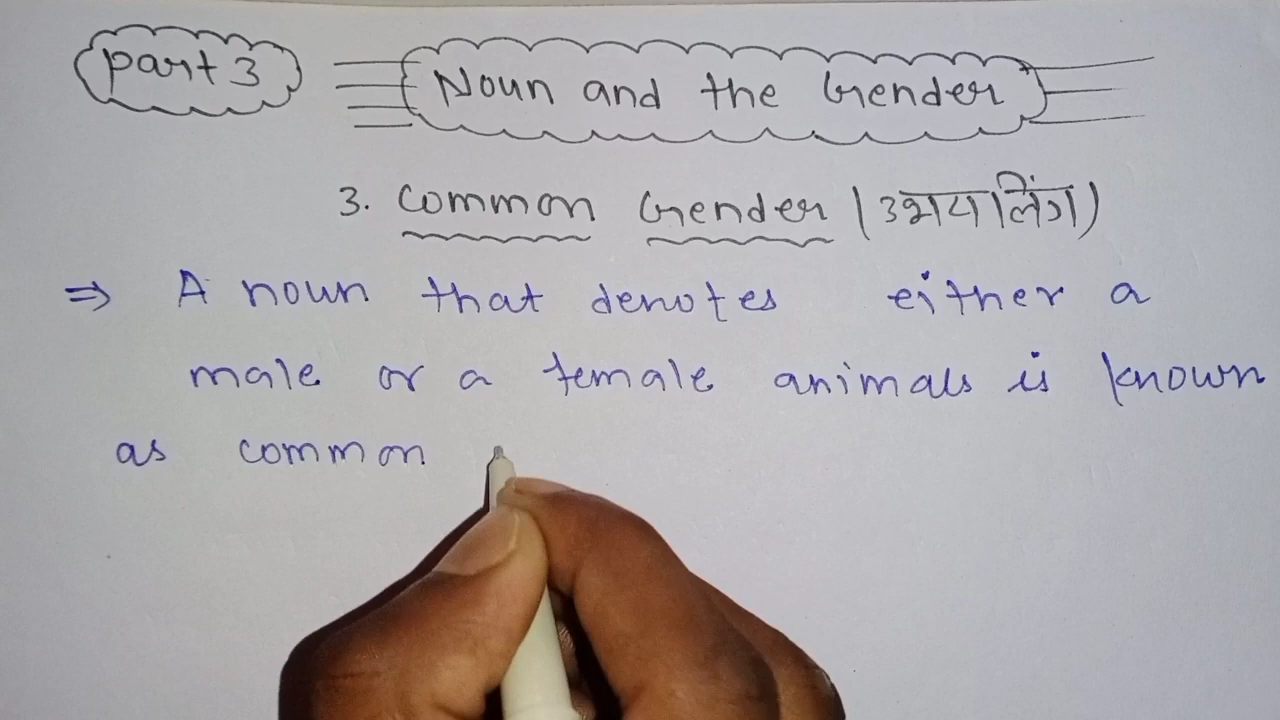 Part 3
Noun and the Gender
3. Common Gender (उभयलिंग)
⇒ A noun that denotes either a
male or a female animals is known
as common